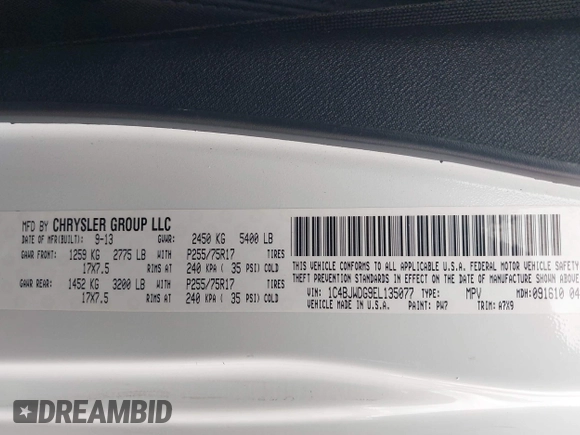 MFD BY CHRYSLER GROUP LLC
DATE OF MFR(BUILT): 9-13 GVWR: 2450 KG 5400 LB
GAWR FRONT: 1259 KG 2775 LB WITH P255/75R17 TIRES
17X7.5 RIMS AT 240 KPA ( 35 PSI) COLD
GAWR REAR: 1452 KG 3200 LB WITH P255/75R17 TIRES
17X7.5 RIMS AT 240 KPA ( 35 PSI) COLD
THIS VEHICLE CONFORMS TO ALL APPLICABLE U.S.A. FEDERAL MOTOR VEHICLE SAFETY
THEFT PREVENTION STANDARDS IN EFFECT ON THE DATE OF MANUFACTURE SHOWN ABOVE
VIN: 1C4BJWDG9EL135077 TYPE: MPV MDH: 091610 04
VEHICLE MADE IN U.S.A. PAINT: PW7 TRIM: A7X9
DREAMBID